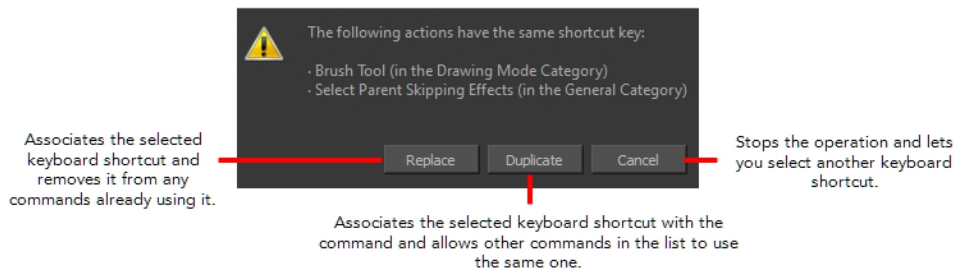 The following actions have the same shortcut key:
· Brush Tool (in the Drawing Mode Category)
· Select Parent Skipping Effects (in the General Category)
Replace
Duplicate
Cancel
Associates the selected
keyboard shortcut and
removes it from any
commands already using it.
Stops the operation and lets
you select another keyboard
shortcut.
Associates the selected keyboard shortcut with the
command and allows other commands in the list to use
the same one.